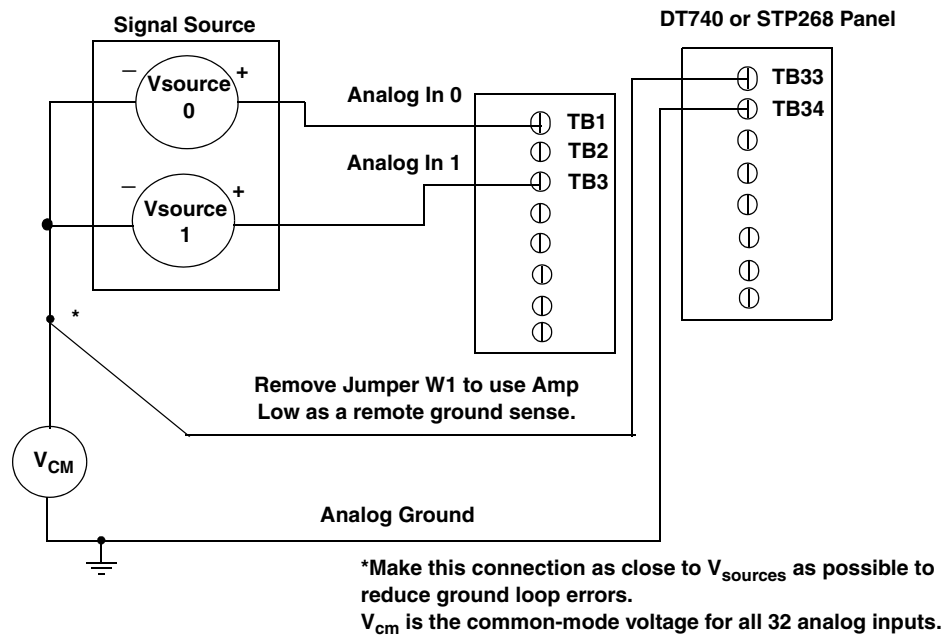 DT740 or STP268 Panel
Signal Source
– Vsource +
0
Analog In 0
TB1
TB2
TB3
TB33
TB34
Analog In 1
– Vsource +
1
*
Remove Jumper W1 to use Amp
Low as a remote ground sense.
VCM
Analog Ground
*Make this connection as close to Vsources as possible to
reduce ground loop errors.
Vcm is the common-mode voltage for all 32 analog inputs.